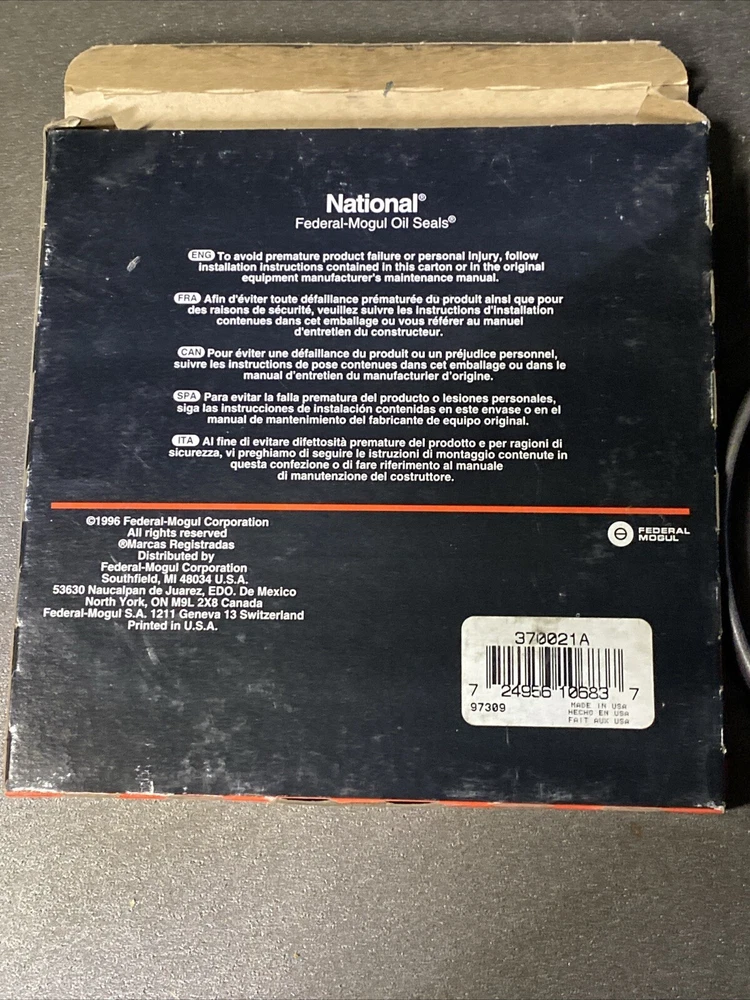 National®
Federal-Mogul Oil Seals®
ENG To avoid premature product failure or personal injury, follow
installation instructions contained in this carton or in the original
equipment manufacturer's maintenance manual.
FRA Afin d'éviter toute défaillance prématurée du produit ainsi que pour
des raisons de sécurité, veuillez suivre les instructions d'installation
contenues dans cet emballage ou vous référer au manuel
d'entretien du constructeur.
CAN Pour éviter une défaillance du produit ou un préjudice personnel,
suivre les instructions de pose contenues dans cet emballage ou dans le
manual d'entretien du manufacturier d'origine.
SPA Para evitar la falla prematura del producto o lesiones personales,
siga las instrucciones de instalación contenidas en este envase o en el
manual de mantenimiento del fabricante de equipo original.
ITA Al fine di evitare difettosità premature del prodotto e per ragioni di
sicurezza, vi preghiamo di seguire le istruzioni di montaggio contenute in
questa confezione o di fare riferimento al manuale
di manutenzione del costruttore.
©1996 Federal-Mogul Corporation
All rights reserved
®Marcas Registradas
Distributed by
Federal-Mogul Corporation
Southfield, MI 48034 U.S.A.
53630 Naucalpan de Juarez, EDO. De Mexico
North York, ON M9L 2X8 Canada
Federal-Mogul S.A. 1211 Geneva 13 Switzerland
Printed in U.S.A.
FEDERAL
MOGUL
370021A
7 24956 10683 7
97309
MADE IN USA
HECHO EN USA
FAIT AUX USA